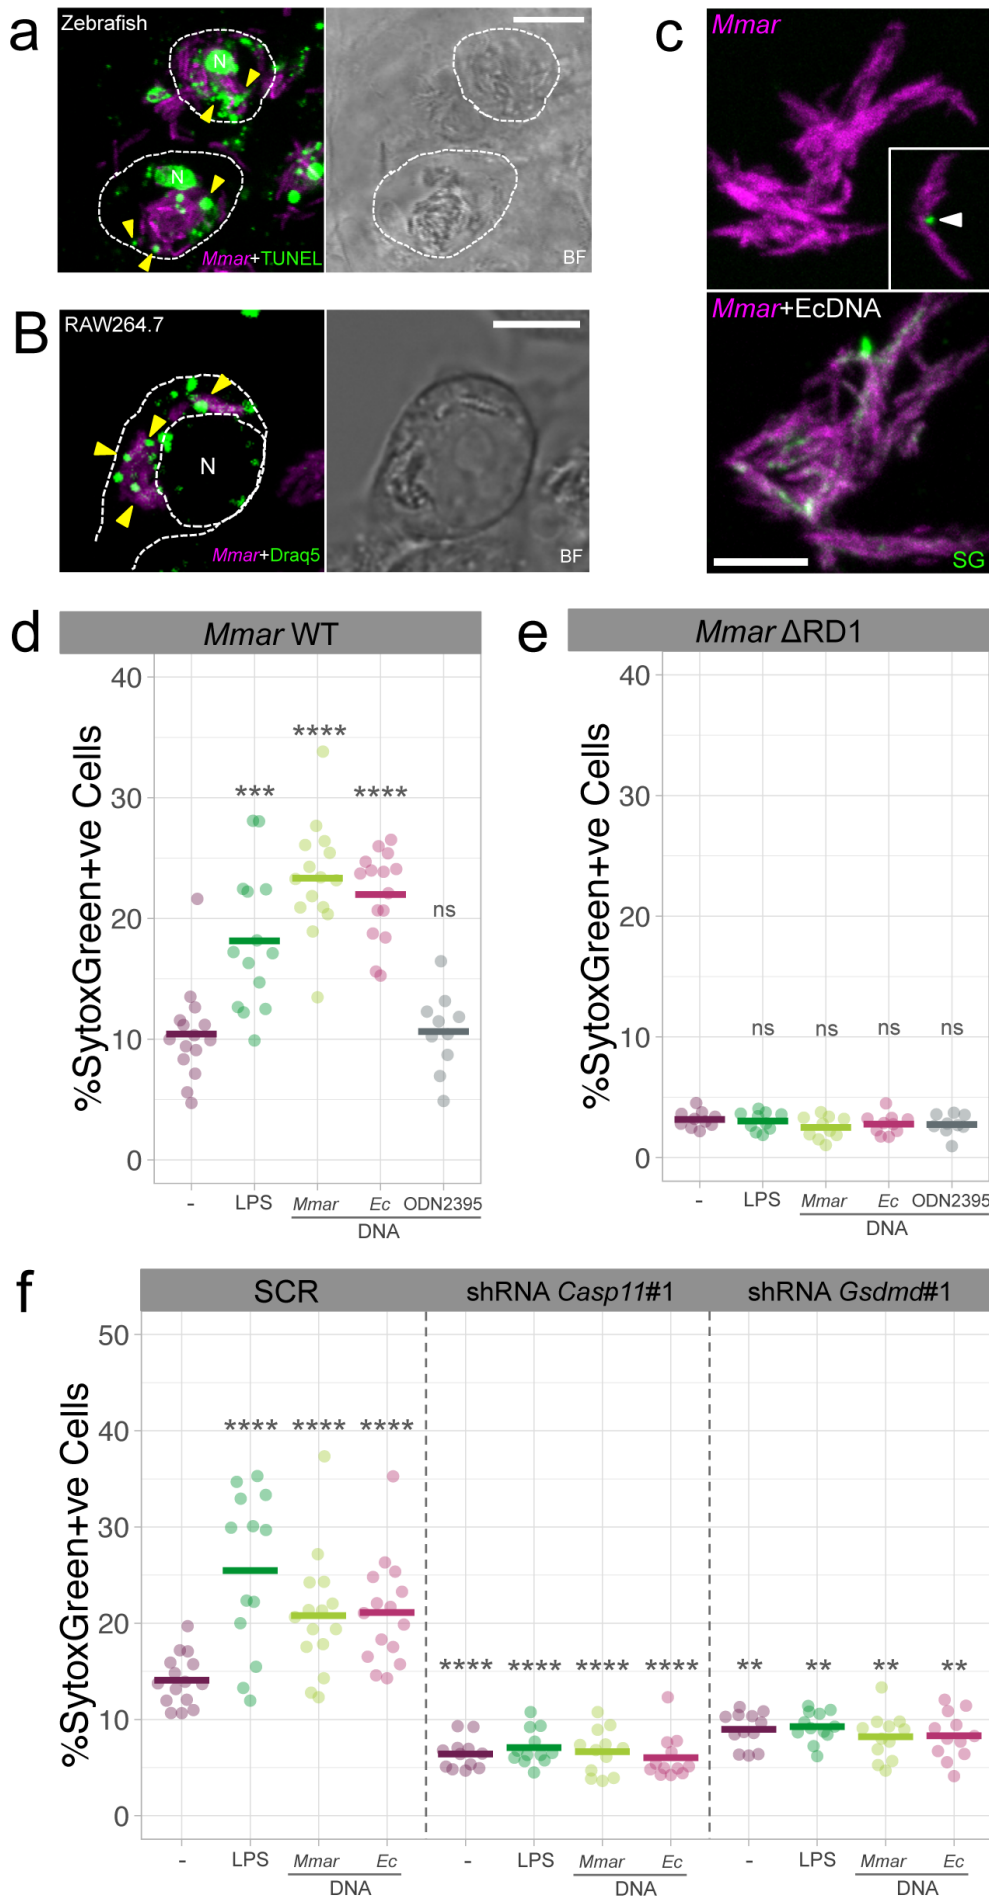 a
Zebrafish
N
N
Mmar+TUNEL
BF
B
RAW264.7
N
Mmar+Draq5
BF
c
Mmar
Mmar+EcDNA
SG
d
Mmar WT
%SytoxGreen+ve Cells
40
30
20
10
0
***
****
****
ns
- LPS Mmar Ec ODN2395
DNA
e
Mmar ΔRD1
%SytoxGreen+ve Cells
40
30
20
10
0
ns ns ns ns
- LPS Mmar Ec ODN2395
DNA
f
SCR
shRNA Casp11#1
shRNA Gsdmd#1
%SytoxGreen+ve Cells
50
40
30
20
10
0
**** **** ****
**** **** **** ****
** ** ** **
- LPS Mmar Ec - LPS Mmar Ec - LPS Mmar Ec
DNA DNA DNA